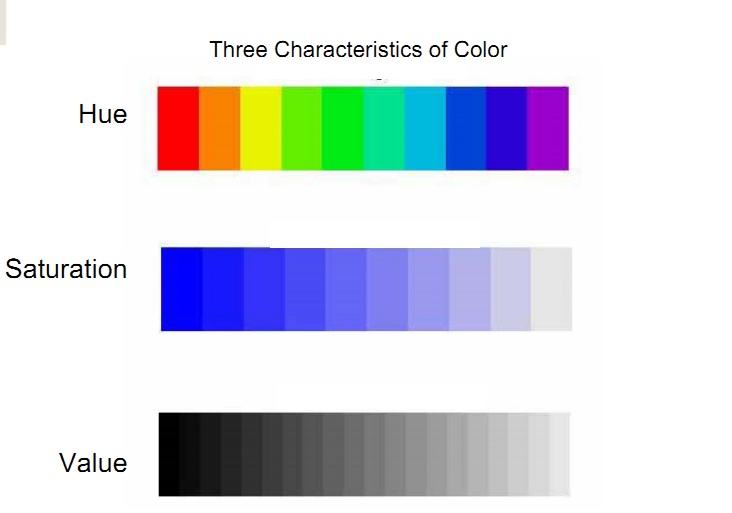 Three Characteristics of Color
Hue
Saturation
Value